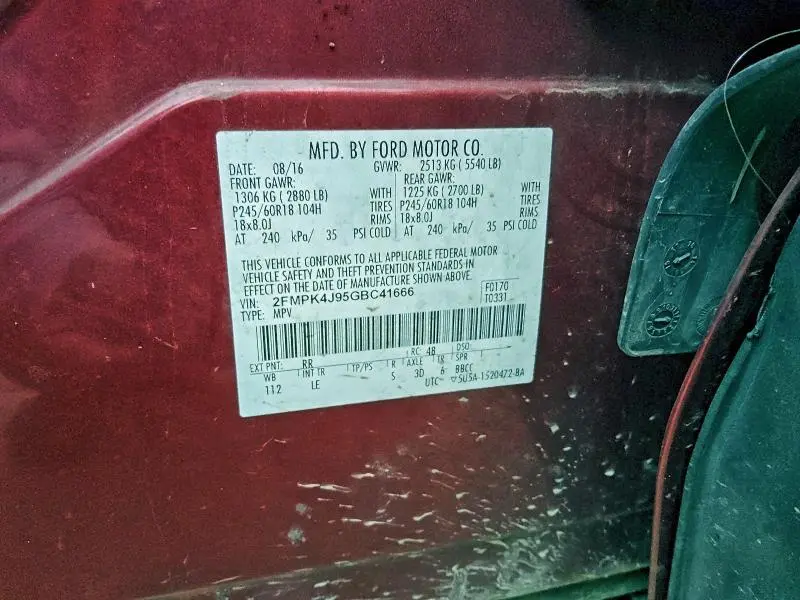 MFD. BY FORD MOTOR CO.
DATE: 08/16 GVWR: 2513 KG ( 5540 LB)
FRONT GAWR: REAR GAWR:
1306 KG ( 2880 LB) WITH 1225 KG ( 2700 LB) WITH
P245/60R18 104H TIRES P245/60R18 104H TIRES
18x8.0J RIMS 18x8.0J RIMS
AT 240 kPa/ 35 PSI COLD AT 240 kPa/ 35 PSI COLD
THIS VEHICLE CONFORMS TO ALL APPLICABLE FEDERAL MOTOR
VEHICLE SAFETY AND THEFT PREVENTION STANDARDS IN
EFFECT ON THE DATE OF MANUFACTURE SHOWN ABOVE.
VIN: 2FMPK4J95GBC41666 F0170
TYPE: MPV T0331
EXT PNT: RR RC: 48 DSO:
WB INT TR TP/PS R AXLE TR SPR
112 LE 5 3D 6 BBCC
UTC ▽5U5A-1520472-BA